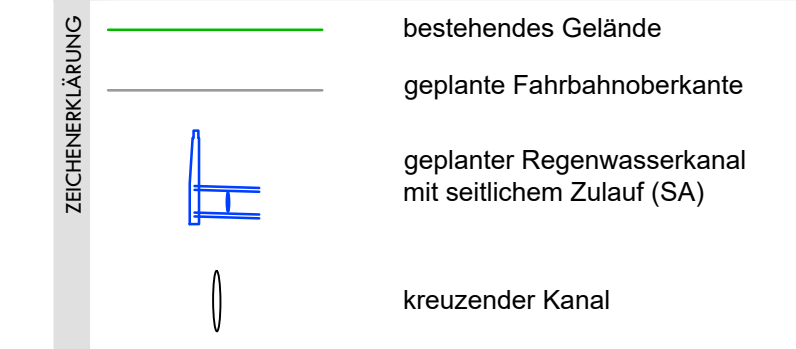 ZEICHENERKLÄRUNG
bestehendes Gelände
geplante Fahrbahnoberkante
geplanter Regenwasserkanal
mit seitlichem Zulauf (SA)
kreuzender Kanal